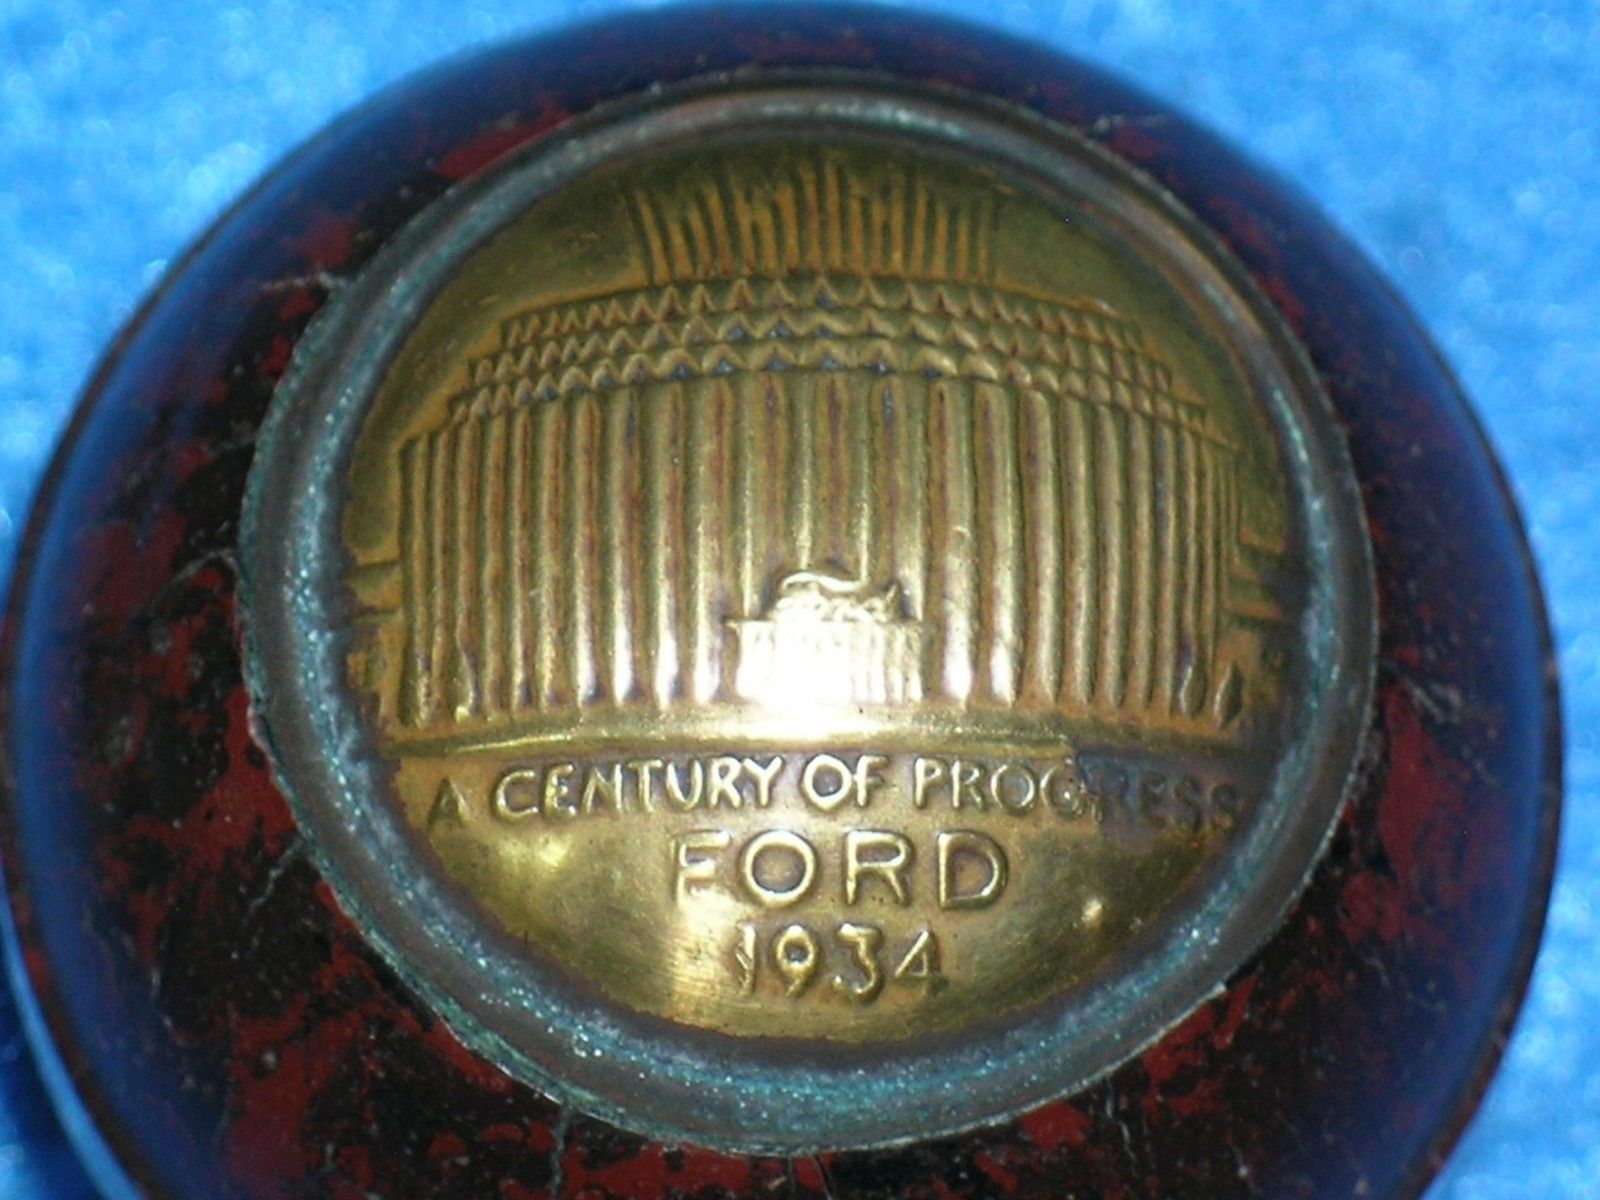 A CENTURY OF PROGRESS
FORD
1934